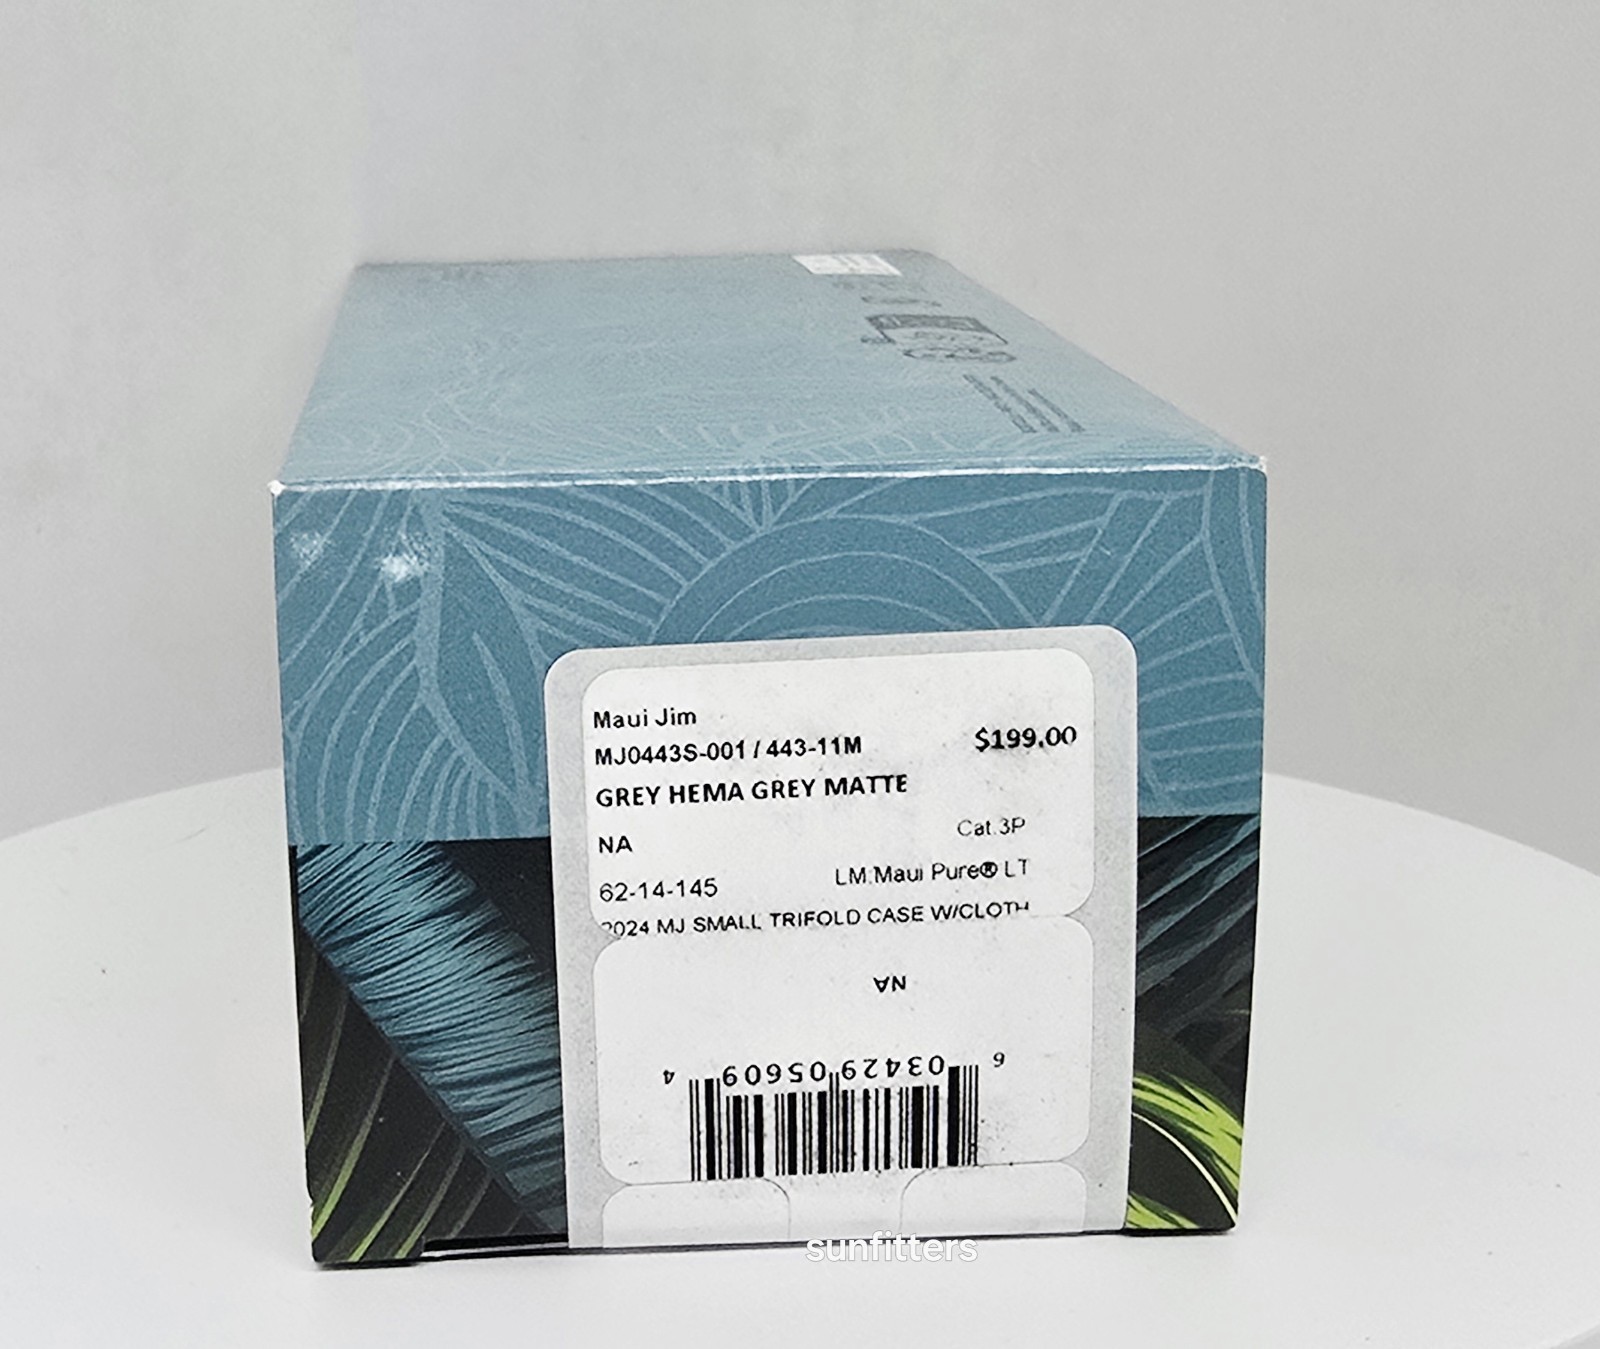 Maui Jim
MJ0443S-001 / 443-11M
$199.00
GREY HEMA GREY MATTE
NA
Cat.3P
62-14-145
LM:Maui Pure® LT
2024 MJ SMALL TRIFOLD CASE W/CLOTH
NA
6 03429 05609 4
sunfitters